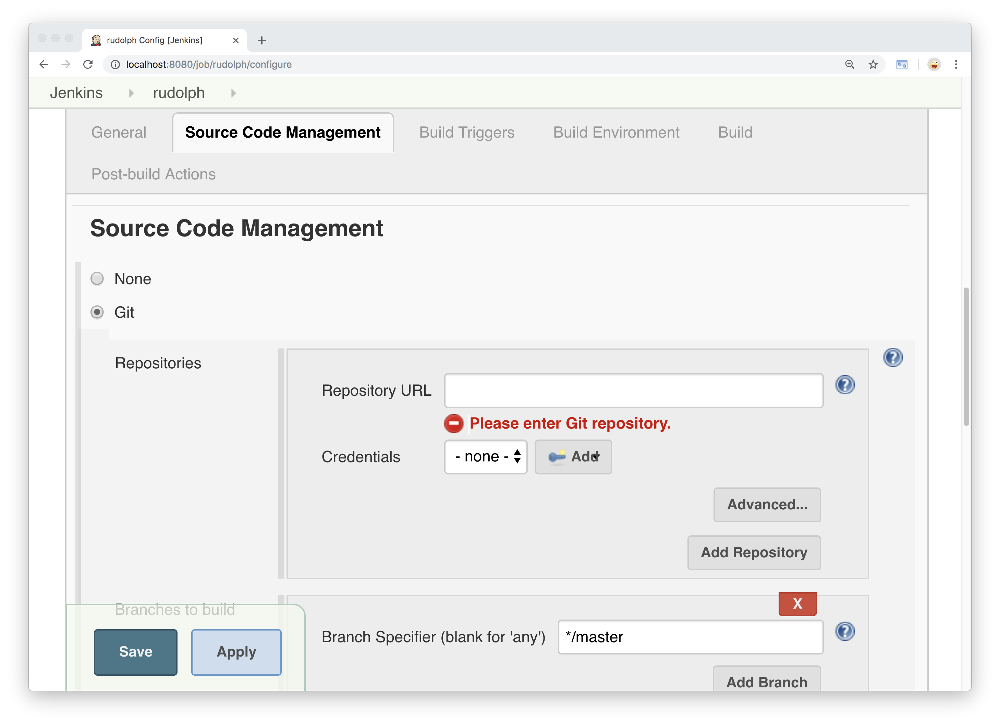 rudolph Config [Jenkins]
localhost:8080/job/rudolph/configure
Jenkins rudolph
General Source Code Management Build Triggers Build Environment Build
Post-build Actions
Source Code Management
None
Git
Repositories
Repository URL
Please enter Git repository.
Credentials - none - Add
Advanced...
Add Repository
Branches to build
X
Branch Specifier (blank for 'any') */master
Save Apply
Add Branch